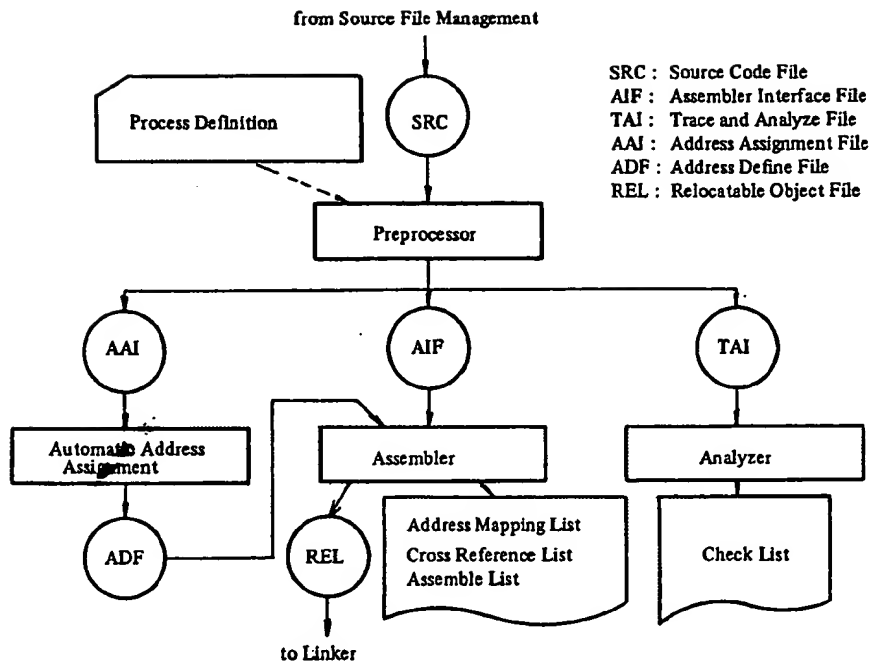 from Source File Management
SRC : Source Code File
AIF : Assembler Interface File
TAI : Trace and Analyze File
AAI : Address Assignment File
ADF : Address Define File
REL : Relocatable Object File
Process Definition
SRC
Preprocessor
AAI
AIF
TAI
Automatic Address
Assignment
Assembler
Analyzer
ADF
REL
Address Mapping List
Cross Reference List
Assemble List
Check List
to Linker